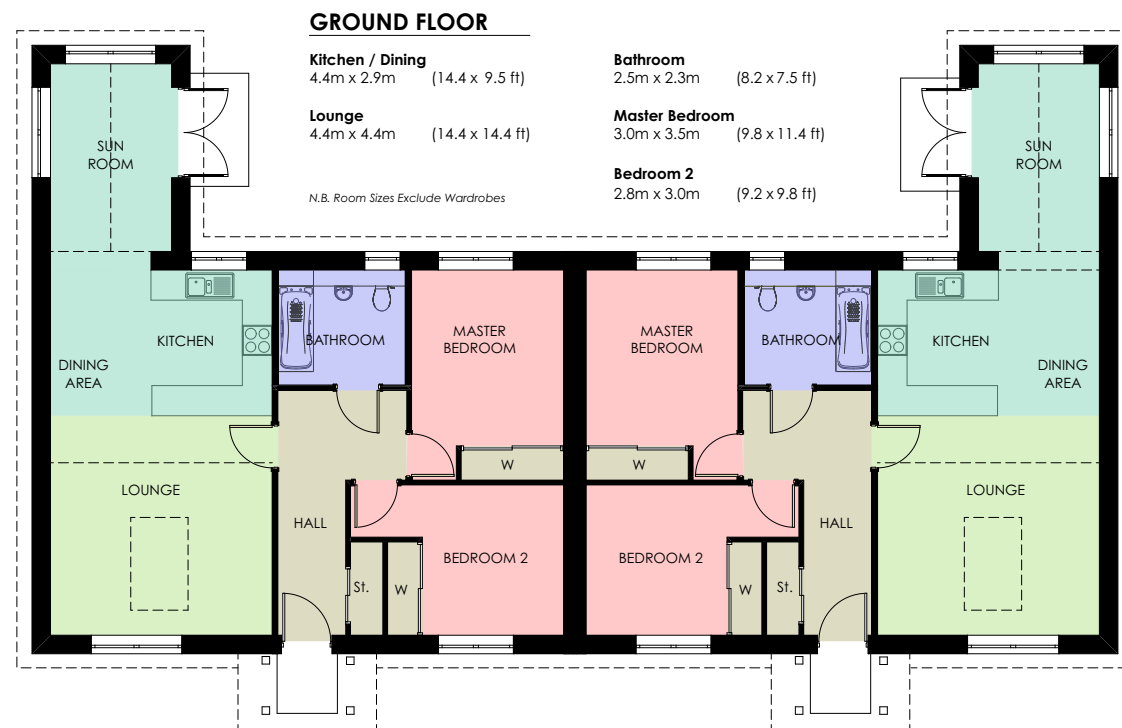 GROUND FLOOR
Kitchen / Dining
4.4m x 2.9m (14.4 x 9.5 ft)
Lounge
4.4m x 4.4m (14.4 x 14.4 ft)
N.B. Room Sizes Exclude Wardrobes
Bathroom
2.5m x 2.3m (8.2 x 7.5 ft)
Master Bedroom
3.0m x 3.5m (9.8 x 11.4 ft)
Bedroom 2
2.8m x 3.0m (9.2 x 9.8 ft)
SUN
ROOM
KITCHEN
DINING
AREA
BATHROOM
MASTER
BEDROOM
W
LOUNGE
HALL
BEDROOM 2
St.
W
SUN
ROOM
MASTER
BEDROOM
BATHROOM
KITCHEN
DINING
AREA
W
LOUNGE
HALL
BEDROOM 2
W
St.